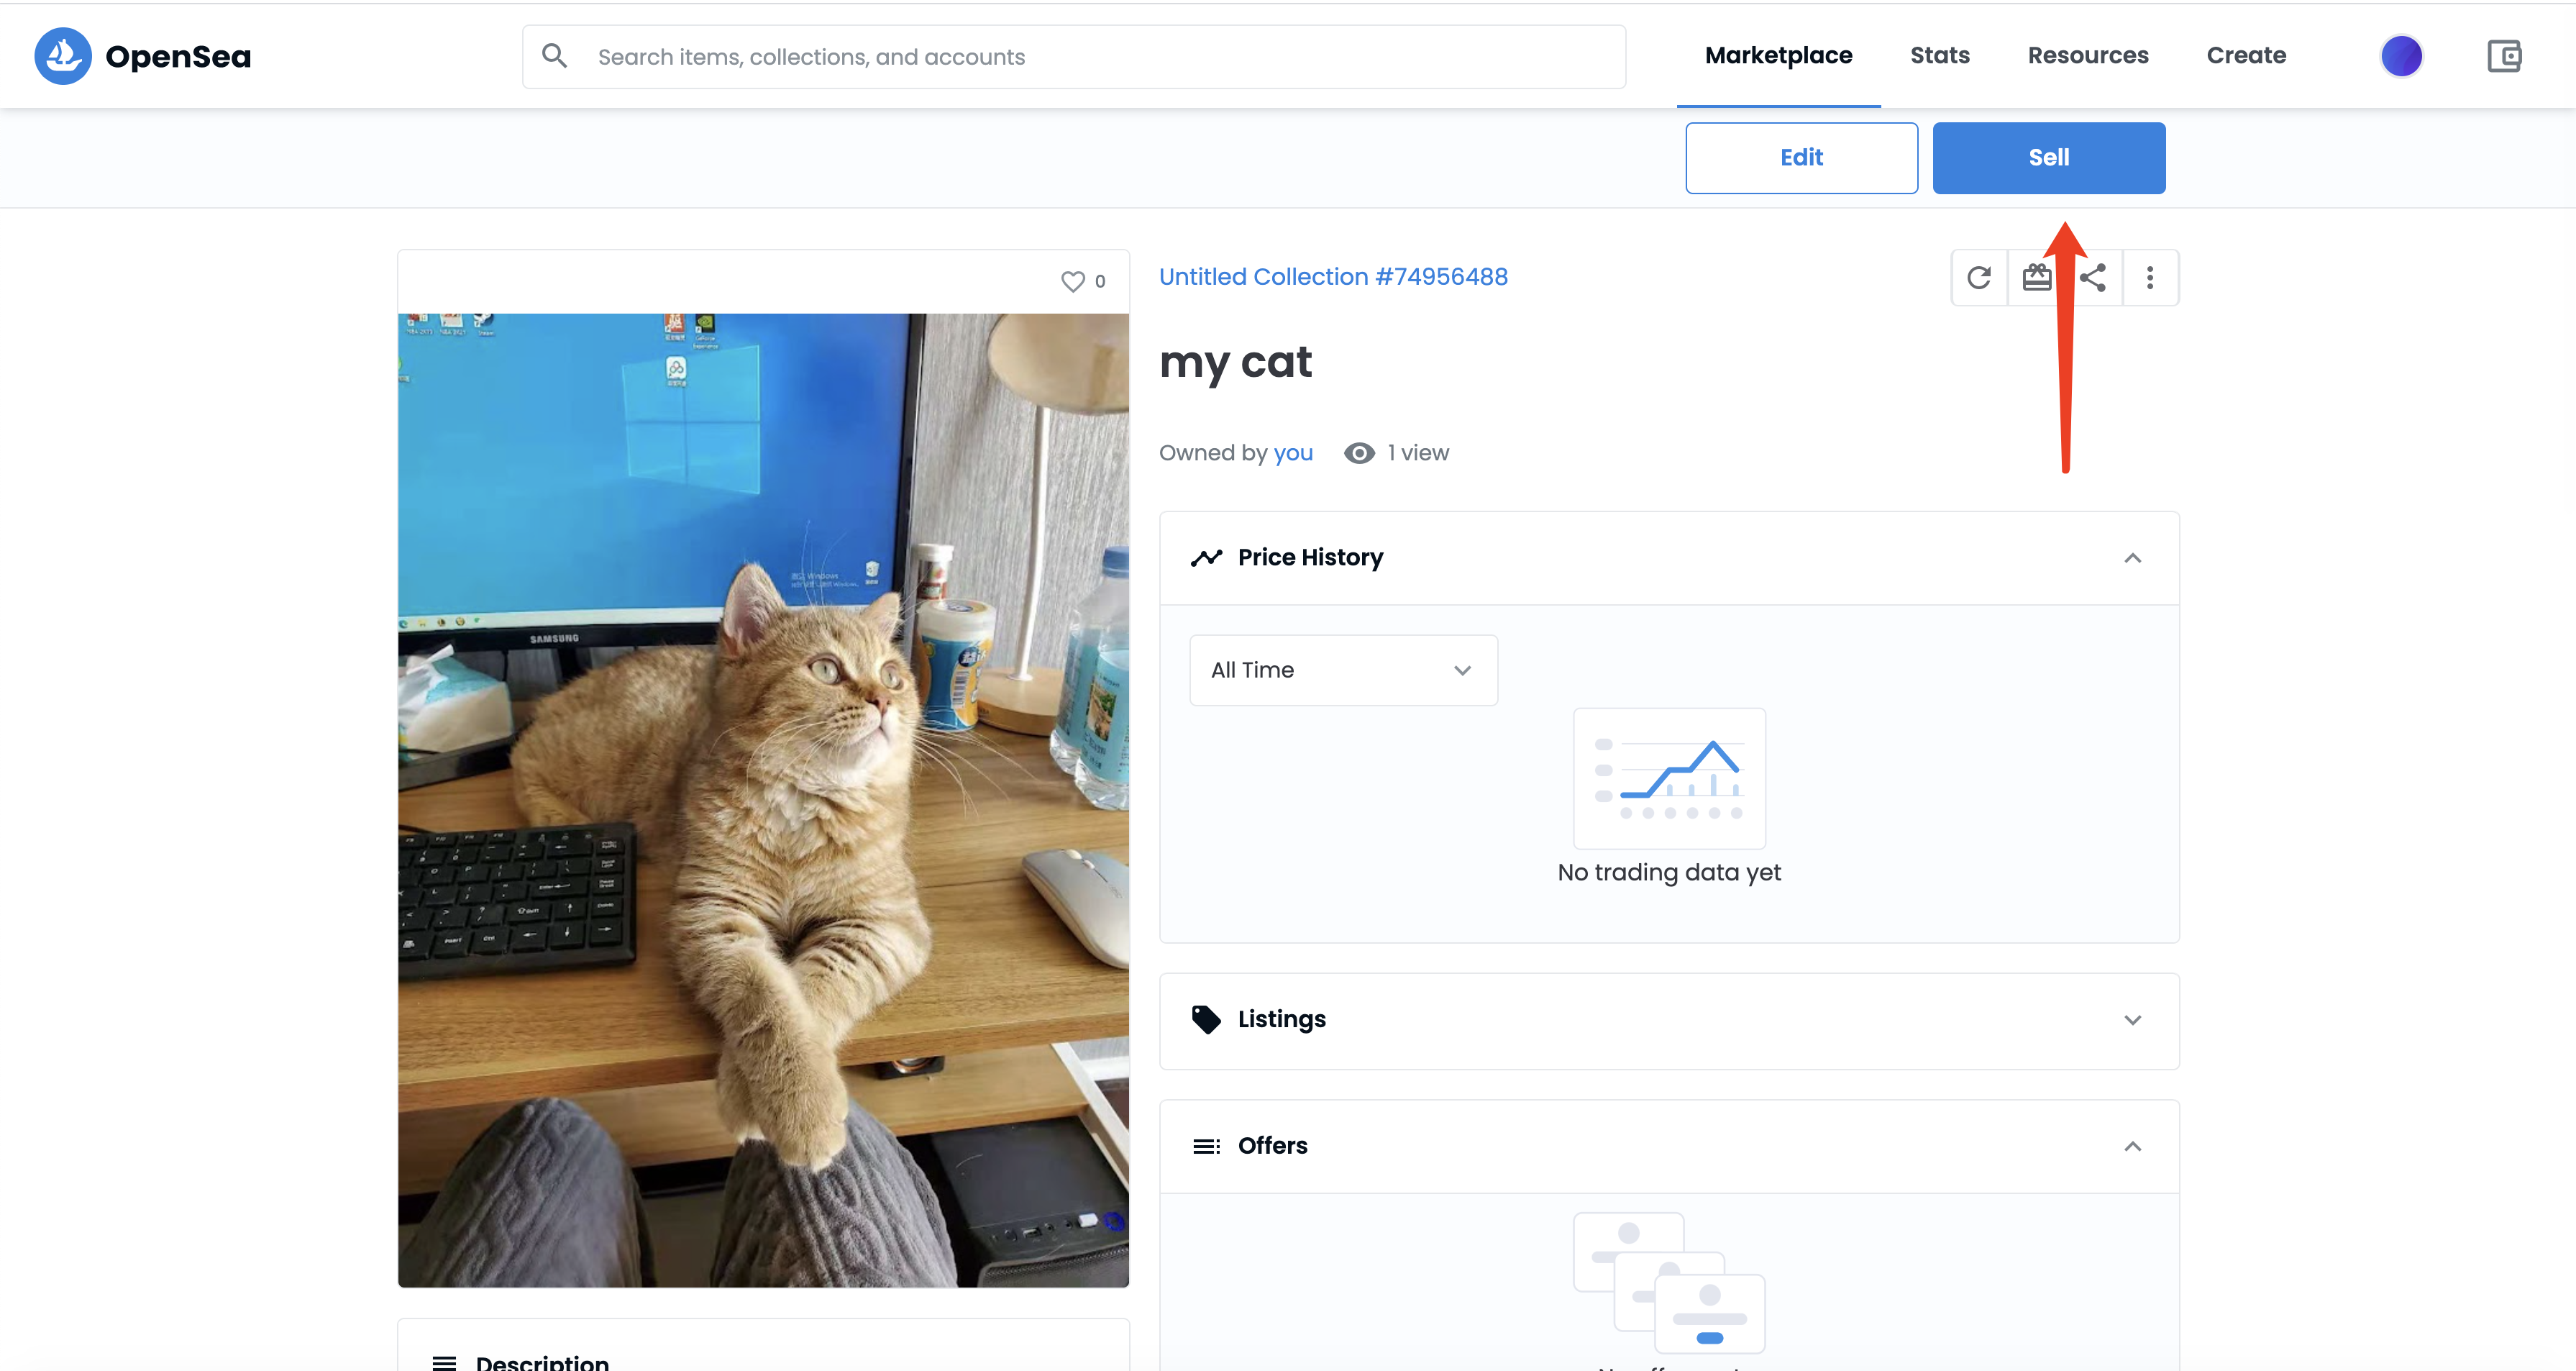 OpenSea
Search items, collections, and accounts
Marketplace
Stats
Resources
Create
Edit
Sell
0
Untitled Collection #74956488
my cat
Owned by you
1 view
SAMSUNG
Price History
All Time
No trading data yet
Listings
Offers
Description